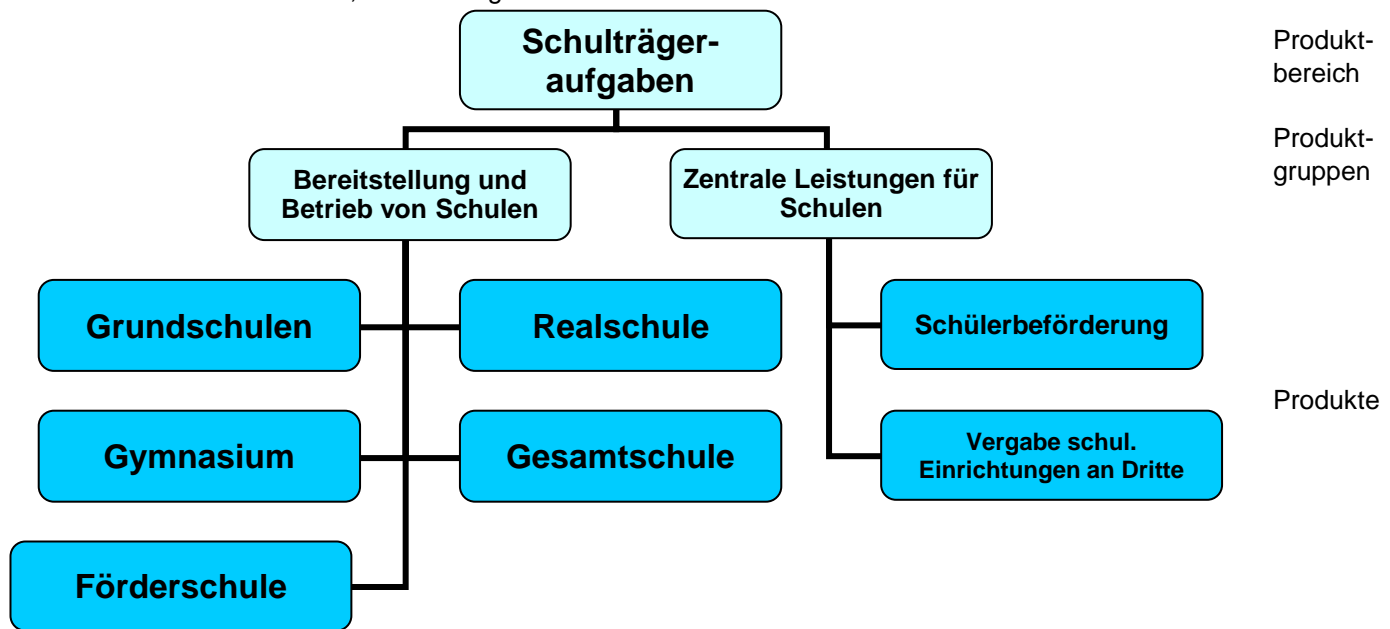 Schulträger-
aufgaben
Produkt-
bereich
Produkt-
gruppen
Bereitstellung und
Betrieb von Schulen
Zentrale Leistungen für
Schulen
Grundschulen
Realschule
Schülerbeförderung
Produkte
Gymnasium
Gesamtschule
Vergabe schul.
Einrichtungen an Dritte
Förderschule